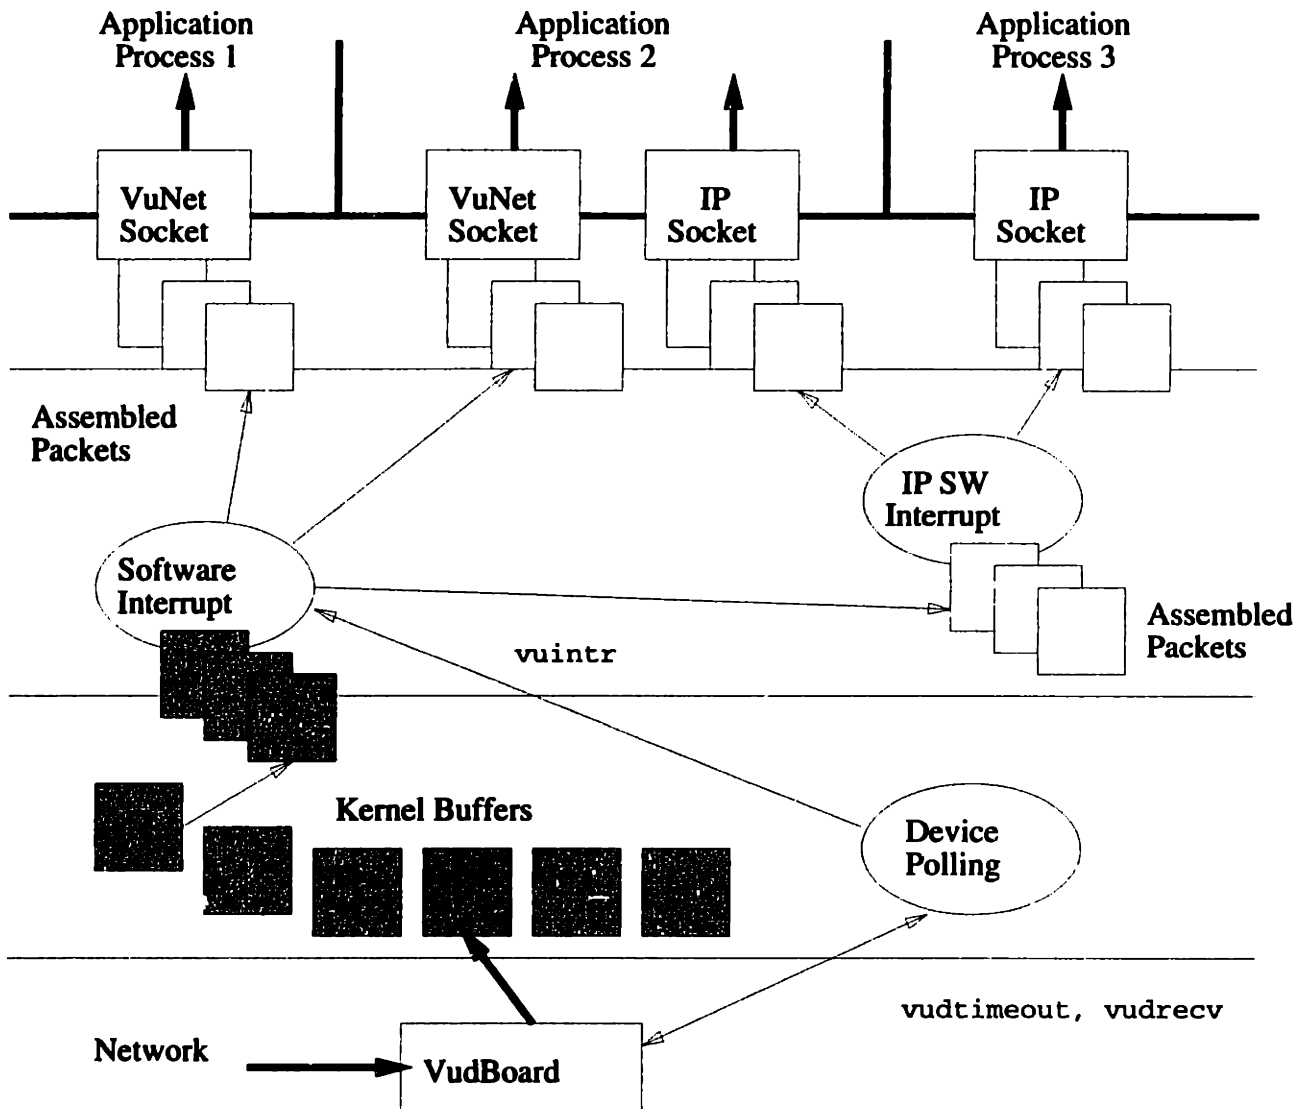 Application
Process 1
Application
Process 2
Application
Process 3
VuNet
Socket
VuNet
Socket
IP
Socket
IP
Socket
Assembled
Packets
IP SW
Interrupt
Software
Interrupt
Assembled
Packets
vuintr
Kernel Buffers
Device
Polling
vudtimeout, vudrecv
Network
VudBoard